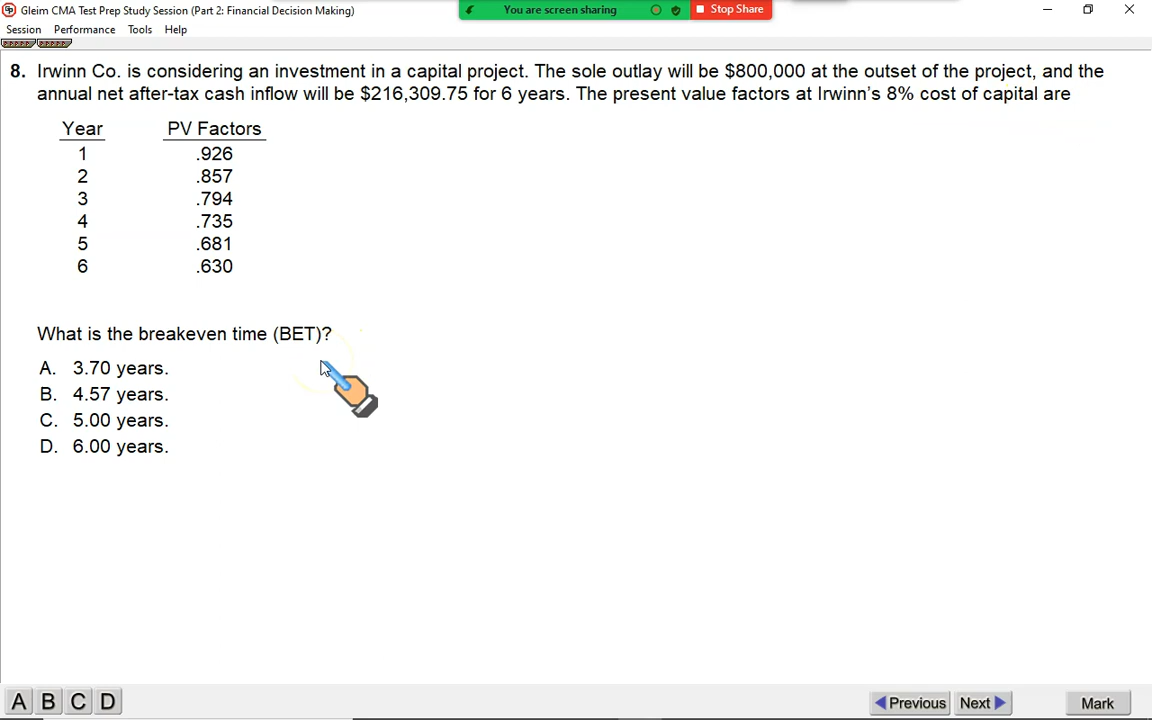 Gleim CMA Test Prep Study Session (Part 2: Financial Decision Making)
You are screen sharing
Stop Share
Session Performance Tools Help
8. Irwinn Co. is considering an investment in a capital project. The sole outlay will be $800,000 at the outset of the project, and the
annual net after-tax cash inflow will be $216,309.75 for 6 years. The present value factors at Irwinn's 8% cost of capital are
Year PV Factors
1 .926
2 .857
3 .794
4 .735
5 .681
6 .630
What is the breakeven time (BET)?
A. 3.70 years.
B. 4.57 years.
C. 5.00 years.
D. 6.00 years.
A B C D Previous Next Mark